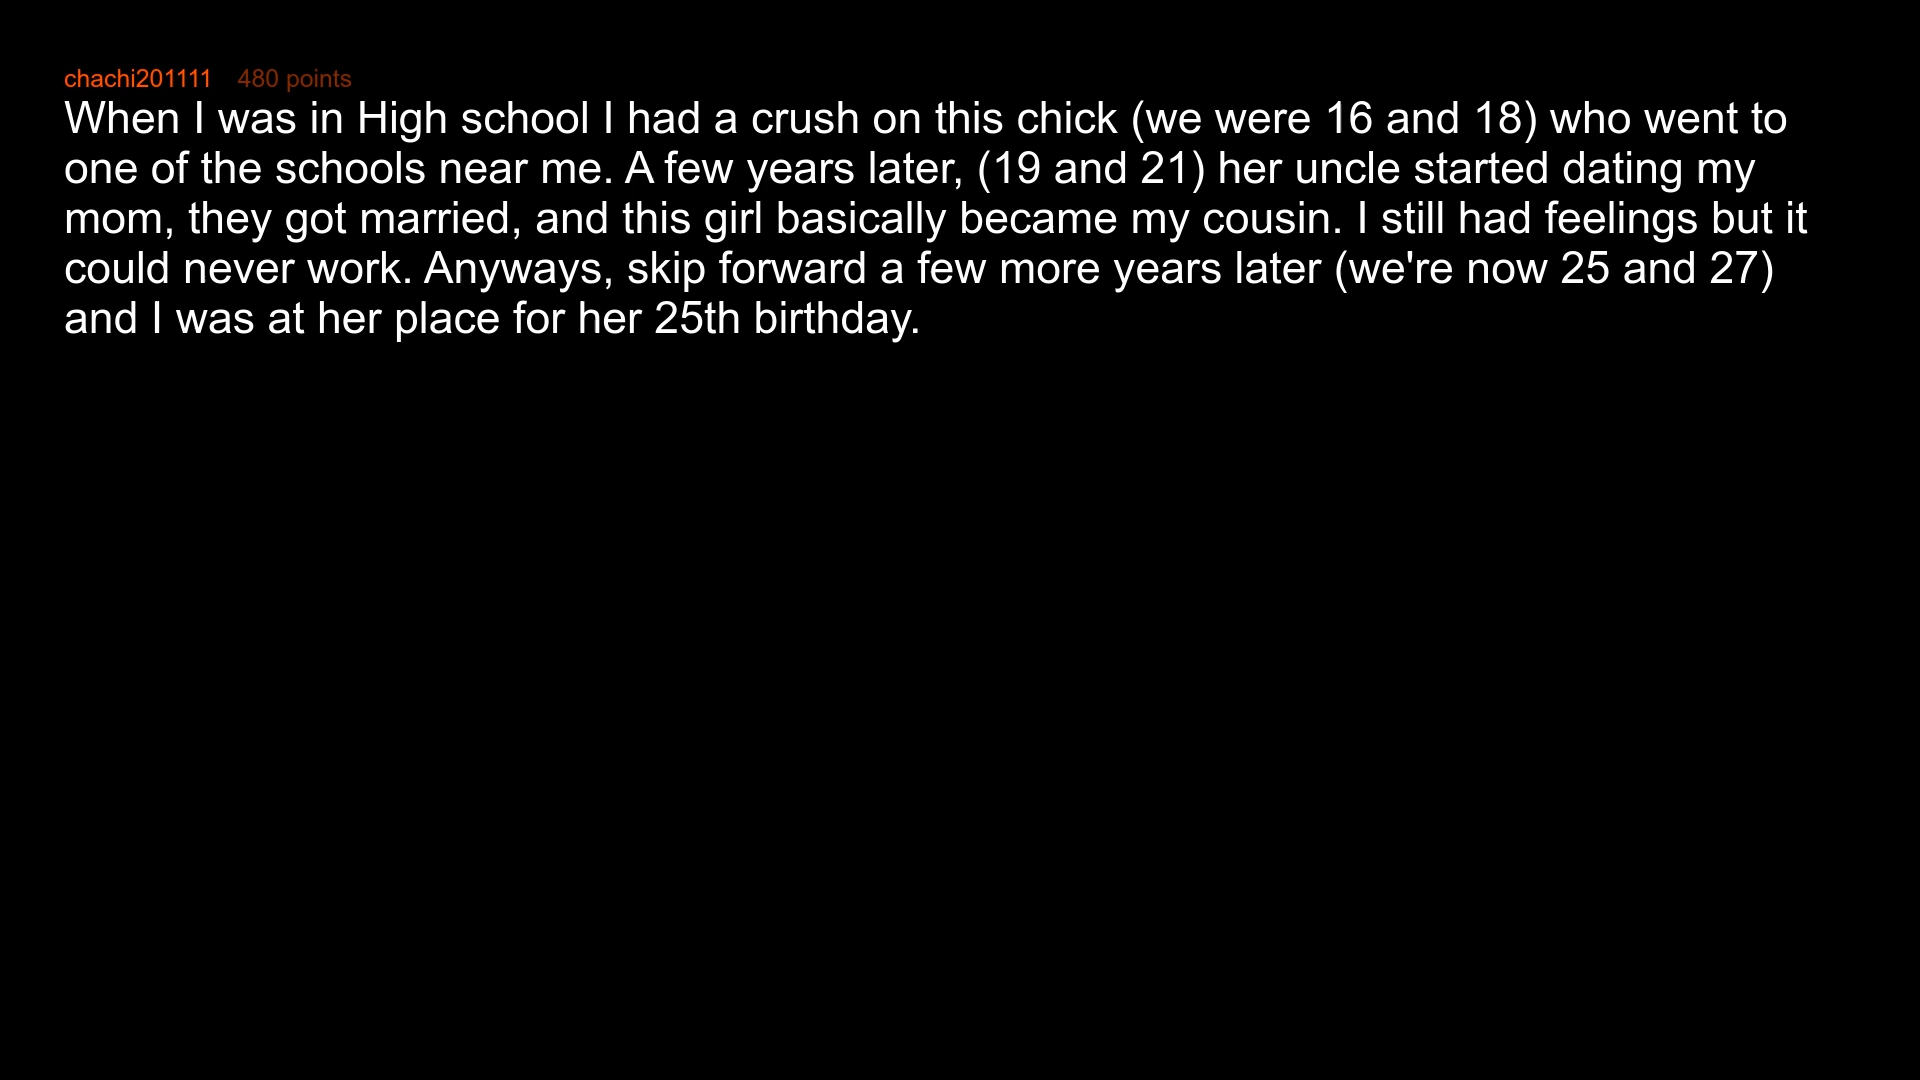 chachi201111 480 points
When I was in High school I had a crush on this chick (we were 16 and 18) who went to
one of the schools near me. A few years later, (19 and 21) her uncle started dating my
mom, they got married, and this girl basically became my cousin. I still had feelings but it
could never work. Anyways, skip forward a few more years later (we're now 25 and 27)
and I was at her place for her 25th birthday.